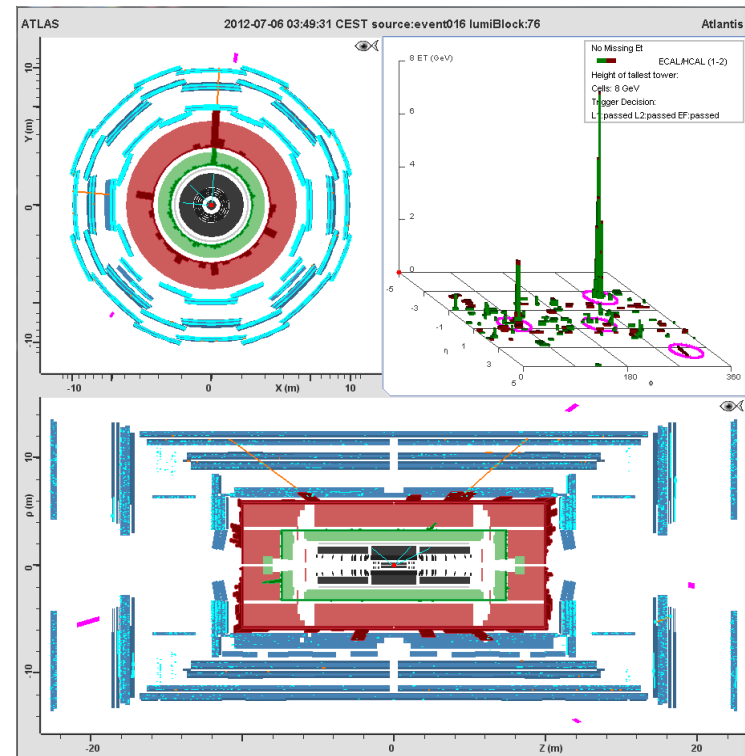 ATLAS 2012-07-06 03:49:31 CEST source:event016 lumiBlock:76 Atlantis
10
Y (m)
0
-10
-10 0 X (m) 10
8 ET (GeV)
6
4
2
0
-5
-3
-1
η 1
3
5
0 180 Φ 360
No Missing Et
ECAL/HCAL (1-2)
Height of tallest tower:
Cells: 8 GeV
Trigger Decision:
L1:passed L2:passed EF:passed
10
ρ (m)
0
10
-20 0 Z (m) 20